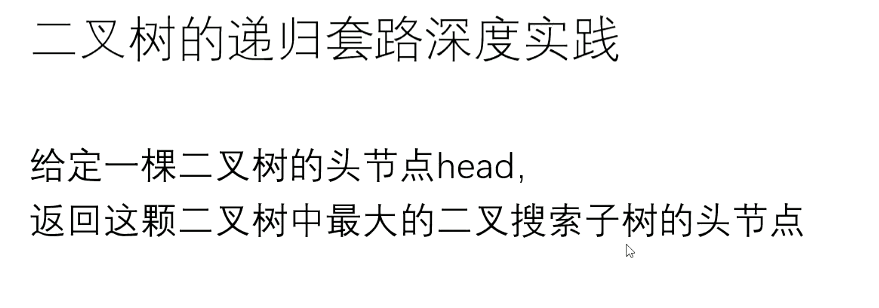 二叉树的递归套路深度实践
给定一棵二叉树的头节点head,
返回这颗二叉树中最大的二叉搜索子树的头节点